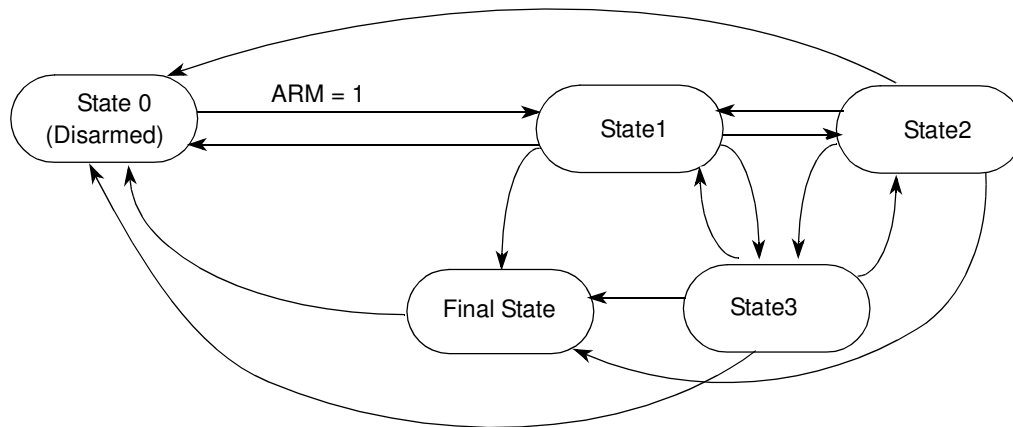 ARM = 1
State 0
(Disarmed)
State1
State2
Final State
State3